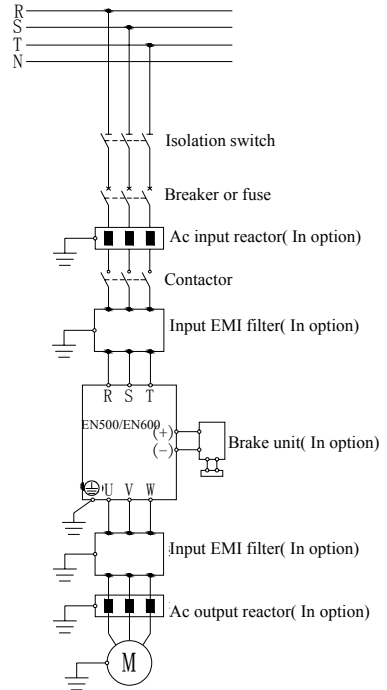 R
S
T
N
Isolation switch
Breaker or fuse
Ac input reactor( In option)
Contactor
Input EMI filter( In option)
R S T
EN500/EN600
(+)
(−)
Brake unit( In option)
U V W
Input EMI filter( In option)
Ac output reactor( In option)
M